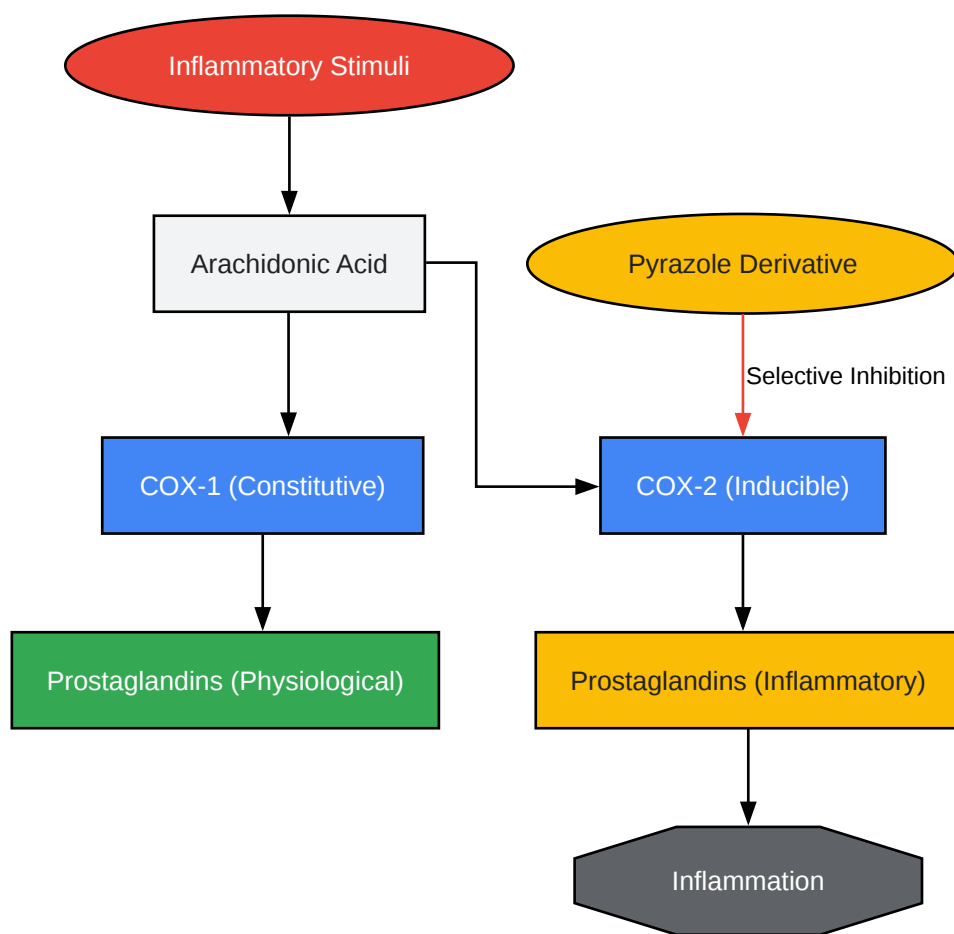 Inflammatory Stimuli
Arachidonic Acid
Pyrazole Derivative
Selective Inhibition
COX-1 (Constitutive)
COX-2 (Inducible)
Prostaglandins (Physiological)
Prostaglandins (Inflammatory)
Inflammation